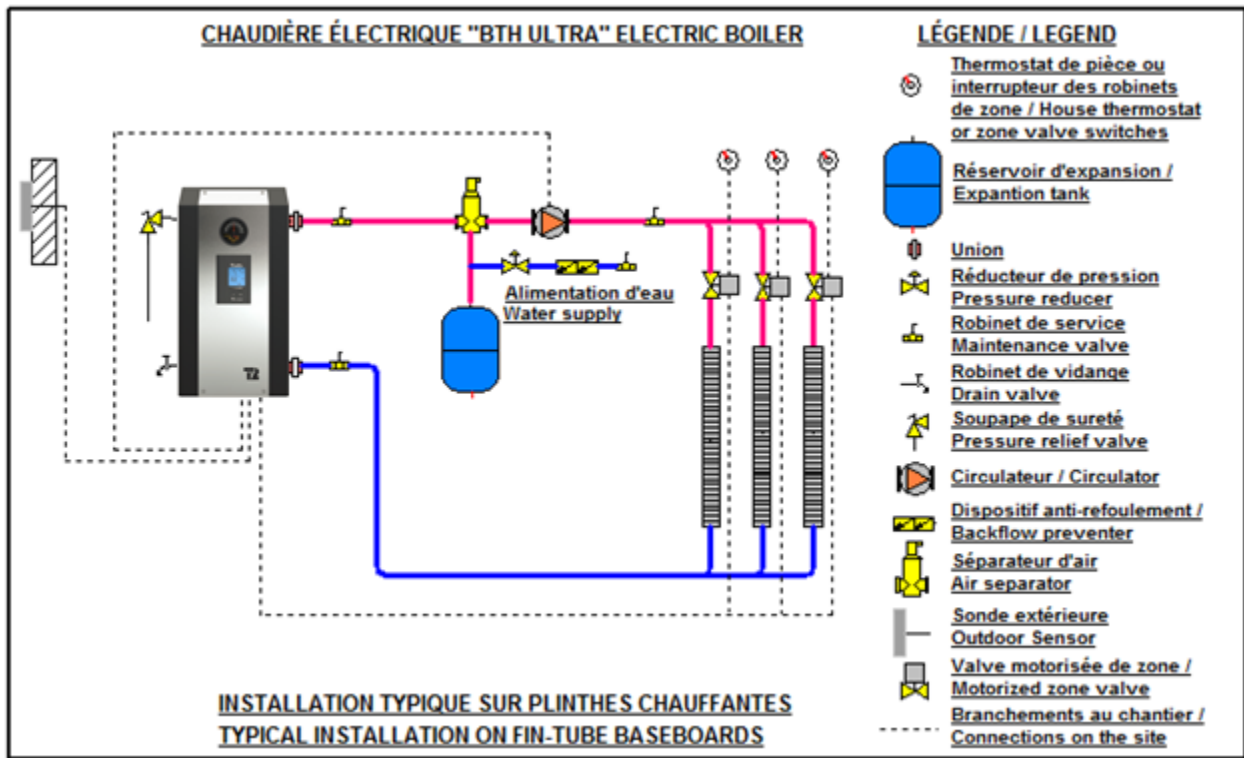 CHAUDIÈRE ÉLECTRIQUE "BTH ULTRA" ELECTRIC BOILER
LÉGENDE / LEGEND
Thermostat de pièce ou
interrupteur des robinets
de zone / House thermostat
or zone valve switches
Réservoir d'expansion /
Expantion tank
Union
Réducteur de pression
Pressure reducer
Robinet de service
Maintenance valve
Robinet de vidange
Drain valve
Soupape de sureté
Pressure relief valve
Circulateur / Circulator
Dispositif anti-refoulement /
Backflow preventer
Séparateur d'air
Air separator
Sonde extérieure
Outdoor Sensor
Valve motorisée de zone /
Motorized zone valve
Branchements au chantier /
Connections on the site
Alimentation d'eau
Water supply
T2
INSTALLATION TYPIQUE SUR PLINTHES CHAUFFANTES
TYPICAL INSTALLATION ON FIN-TUBE BASEBOARDS